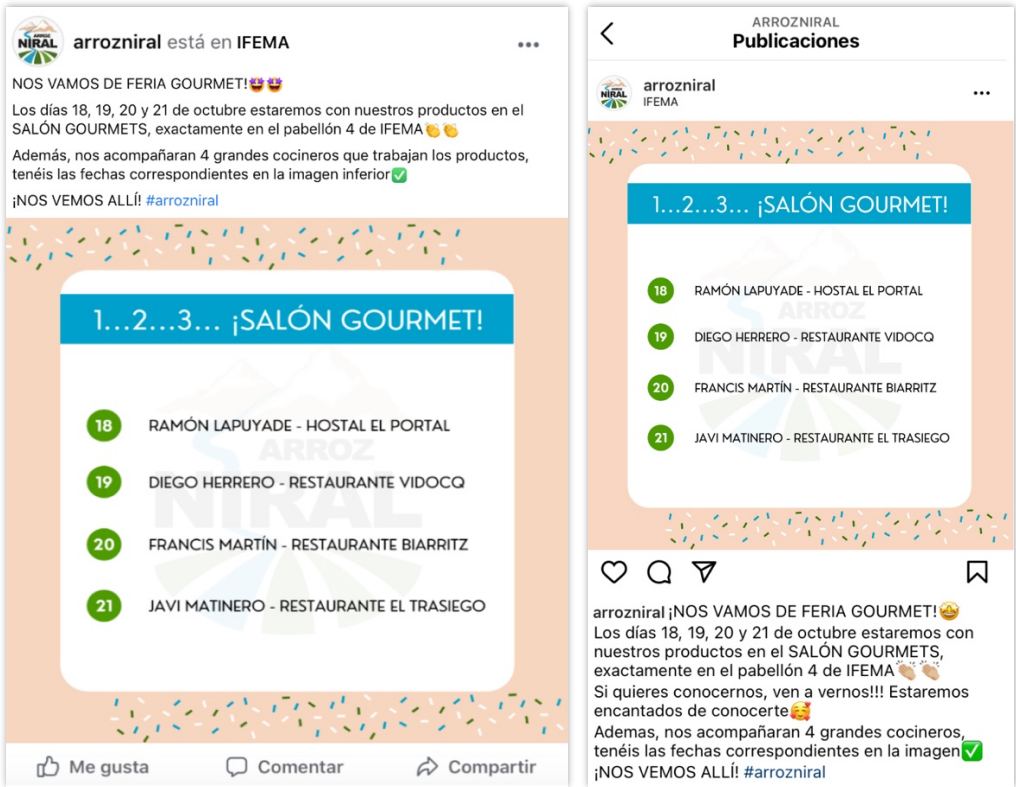 ARROZ
NIRAL
arrozniral está en IFEMA
NOS VAMOS DE FERIA GOURMET!🤩🤩
Los días 18, 19, 20 y 21 de octubre estaremos con nuestros productos en el
SALÓN GOURMETS, exactamente en el pabellón 4 de IFEMA👏👏
Además, nos acompañaran 4 grandes cocineros que trabajan los productos,
tenéis las fechas correspondientes en la imagen inferior✅
¡NOS VEMOS ALLÍ! #arrozniral
1...2...3... ¡SALÓN GOURMET!
18 RAMÓN LAPUYADE - HOSTAL EL PORTAL
19 DIEGO HERRERO - RESTAURANTE VIDOCQ
20 FRANCIS MARTÍN - RESTAURANTE BIARRITZ
21 JAVI MATINERO - RESTAURANTE EL TRASIEGO
ARROZ
NIRAL
Me gusta
Comentar
Compartir
ARROZNIRAL
Publicaciones
ARROZ
NIRAL
arrozniral
IFEMA
1...2...3... ¡SALÓN GOURMET!
18 RAMÓN LAPUYADE - HOSTAL EL PORTAL
19 DIEGO HERRERO - RESTAURANTE VIDOCQ
20 FRANCIS MARTÍN - RESTAURANTE BIARRITZ
21 JAVI MATINERO - RESTAURANTE EL TRASIEGO
ARROZ
NIRAL
arrozniral ¡NOS VAMOS DE FERIA GOURMET!🤩
Los días 18, 19, 20 y 21 de octubre estaremos con
nuestros productos en el SALÓN GOURMETS,
exactamente en el pabellón 4 de IFEMA👏🏼👏🏼
Si quieres conocernos, ven a vernos!!! Estaremos
encantados de conocerte🥰
Ademas, nos acompañaran 4 grandes cocineros,
tenéis las fechas correspondientes en la imagen✅
¡NOS VEMOS ALLÍ! #arrozniral